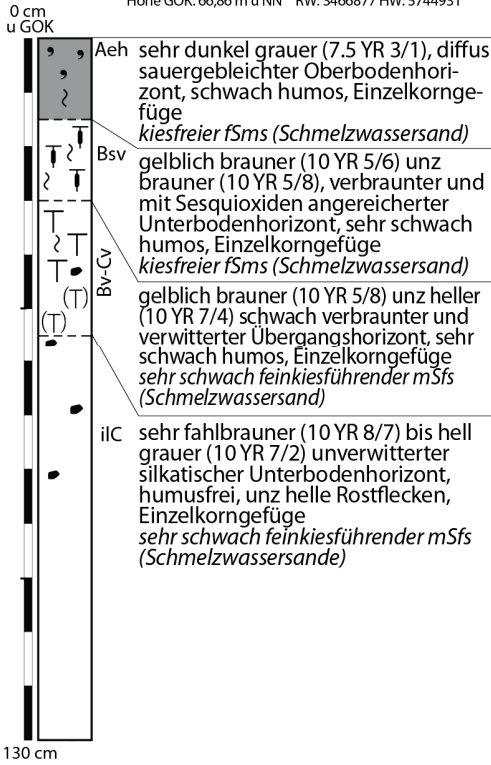 Höhe GOK: 66,86 m ü NN RW: 3466877 HW: 5744931
0 cm
u GOK
Aeh
sehr dunkel grauer (7.5 YR 3/1), diffus
sauergebleichter Oberbodenhori-
zont, schwach humos, Einzelkornge-
füge
kiesfreier fSms (Schmelzwassersand)
Bsv
gelblich brauner (10 YR 5/6) unz
brauner (10 YR 5/8), verbraunter und
mit Sesquioxiden angereicherter
Unterbodenhorizont, sehr schwach
humos, Einzelkorngefüge
kiesfreier fSms (Schmelzwassersand)
Bv-Cv
gelblich brauner (10 YR 5/8) unz heller
(10 YR 7/4) schwach verbraunter und
verwitterter Übergangshorizont, sehr
schwach humos, Einzelkorngefüge
sehr schwach feinkiesführender mSfs
(Schmelzwassersand)
ilC
sehr fahlbrauner (10 YR 8/7) bis hell
grauer (10 YR 7/2) unverwitterter
silkatischer Unterbodenhorizont,
humusfrei, unz helle Rostflecken,
Einzelkorngefüge
sehr schwach feinkiesführender mSfs
(Schmelzwassersande)
130 cm